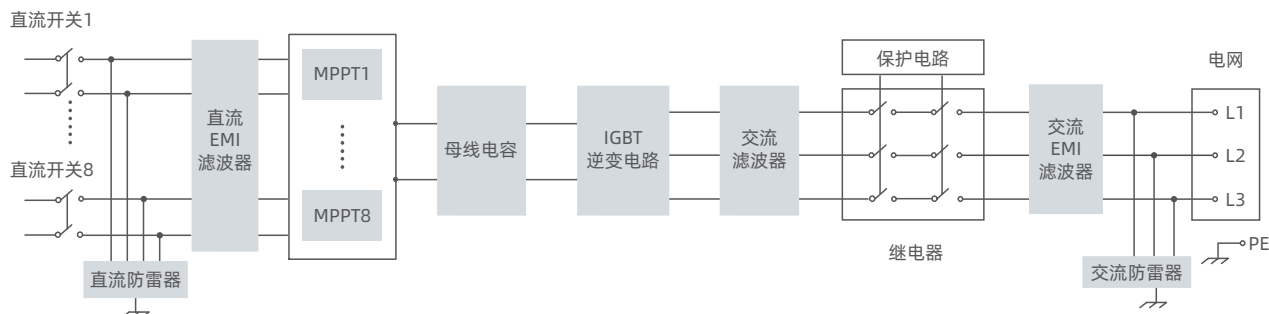 直流开关1
直流开关8
直流
EMI
滤波器
直流防雷器
MPPT1
MPPT8
母线电容
IGBT
逆变电路
交流
滤波器
保护电路
继电器
交流
EMI
滤波器
交流防雷器
电网
L1
L2
L3
PE